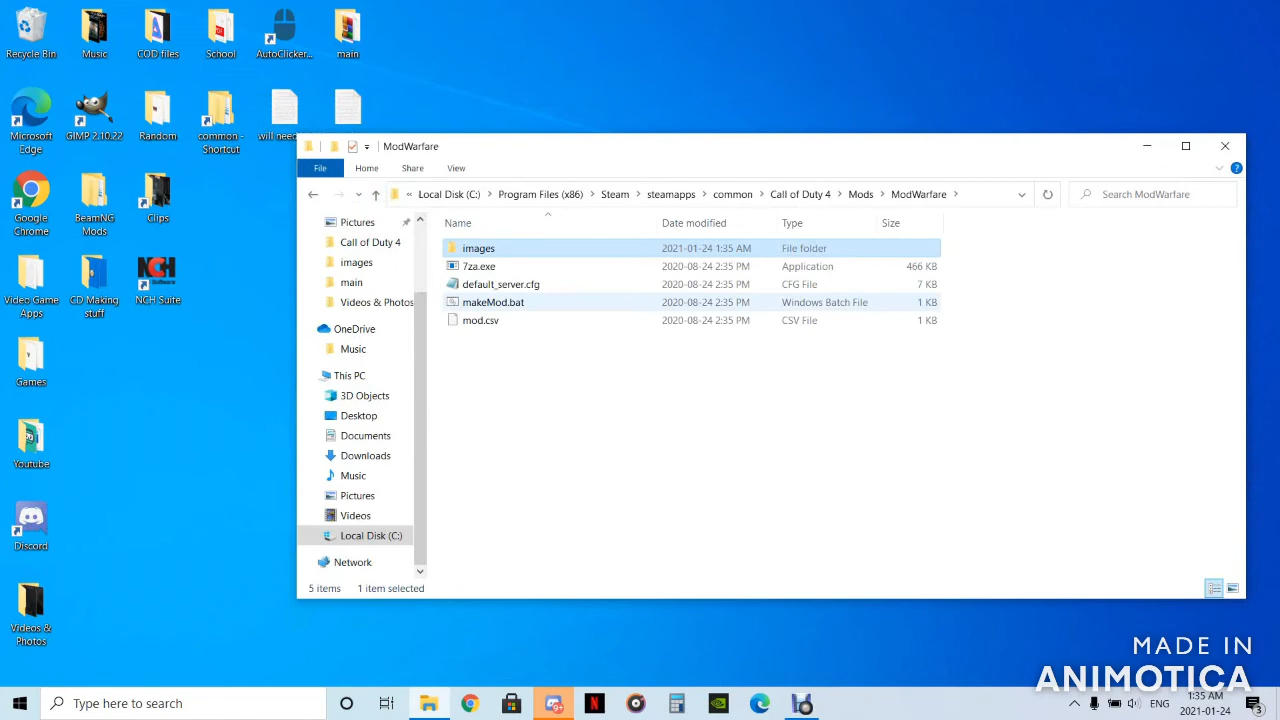 Recycle Bin
Music
COD files
School
AutoClicker...
main
Microsoft
Edge
GIMP 2.10.22
Random
common -
Shortcut
will need
Google
Chrome
BeamNG
Mods
Clips
Video Game
Apps
CD Making
stuff
NCH Suite
NCH
Software
Games
Youtube
Discord
Videos &
Photos
ModWarfare
File
Home
Share
View
« Local Disk (C:) > Program Files (x86) > Steam > steamapps > common > Call of Duty 4 > Mods > ModWarfare >
Search ModWarfare
Pictures
Call of Duty 4
images
main
Videos & Photos
OneDrive
Music
This PC
3D Objects
Desktop
Documents
Downloads
Music
Pictures
Videos
Local Disk (C:)
Network
Name Date modified Type Size
images 2021-01-24 1:35 AM File folder
7za.exe 2020-08-24 2:35 PM Application 466 KB
default_server.cfg 2020-08-24 2:35 PM CFG File 7 KB
makeMod.bat 2020-08-24 2:35 PM Windows Batch File 1 KB
mod.csv 2020-08-24 2:35 PM CSV File 1 KB
5 items 1 item selected
MADE IN
ANIMOTICA
Type here to search
1:35 AM
2021-01-24
3